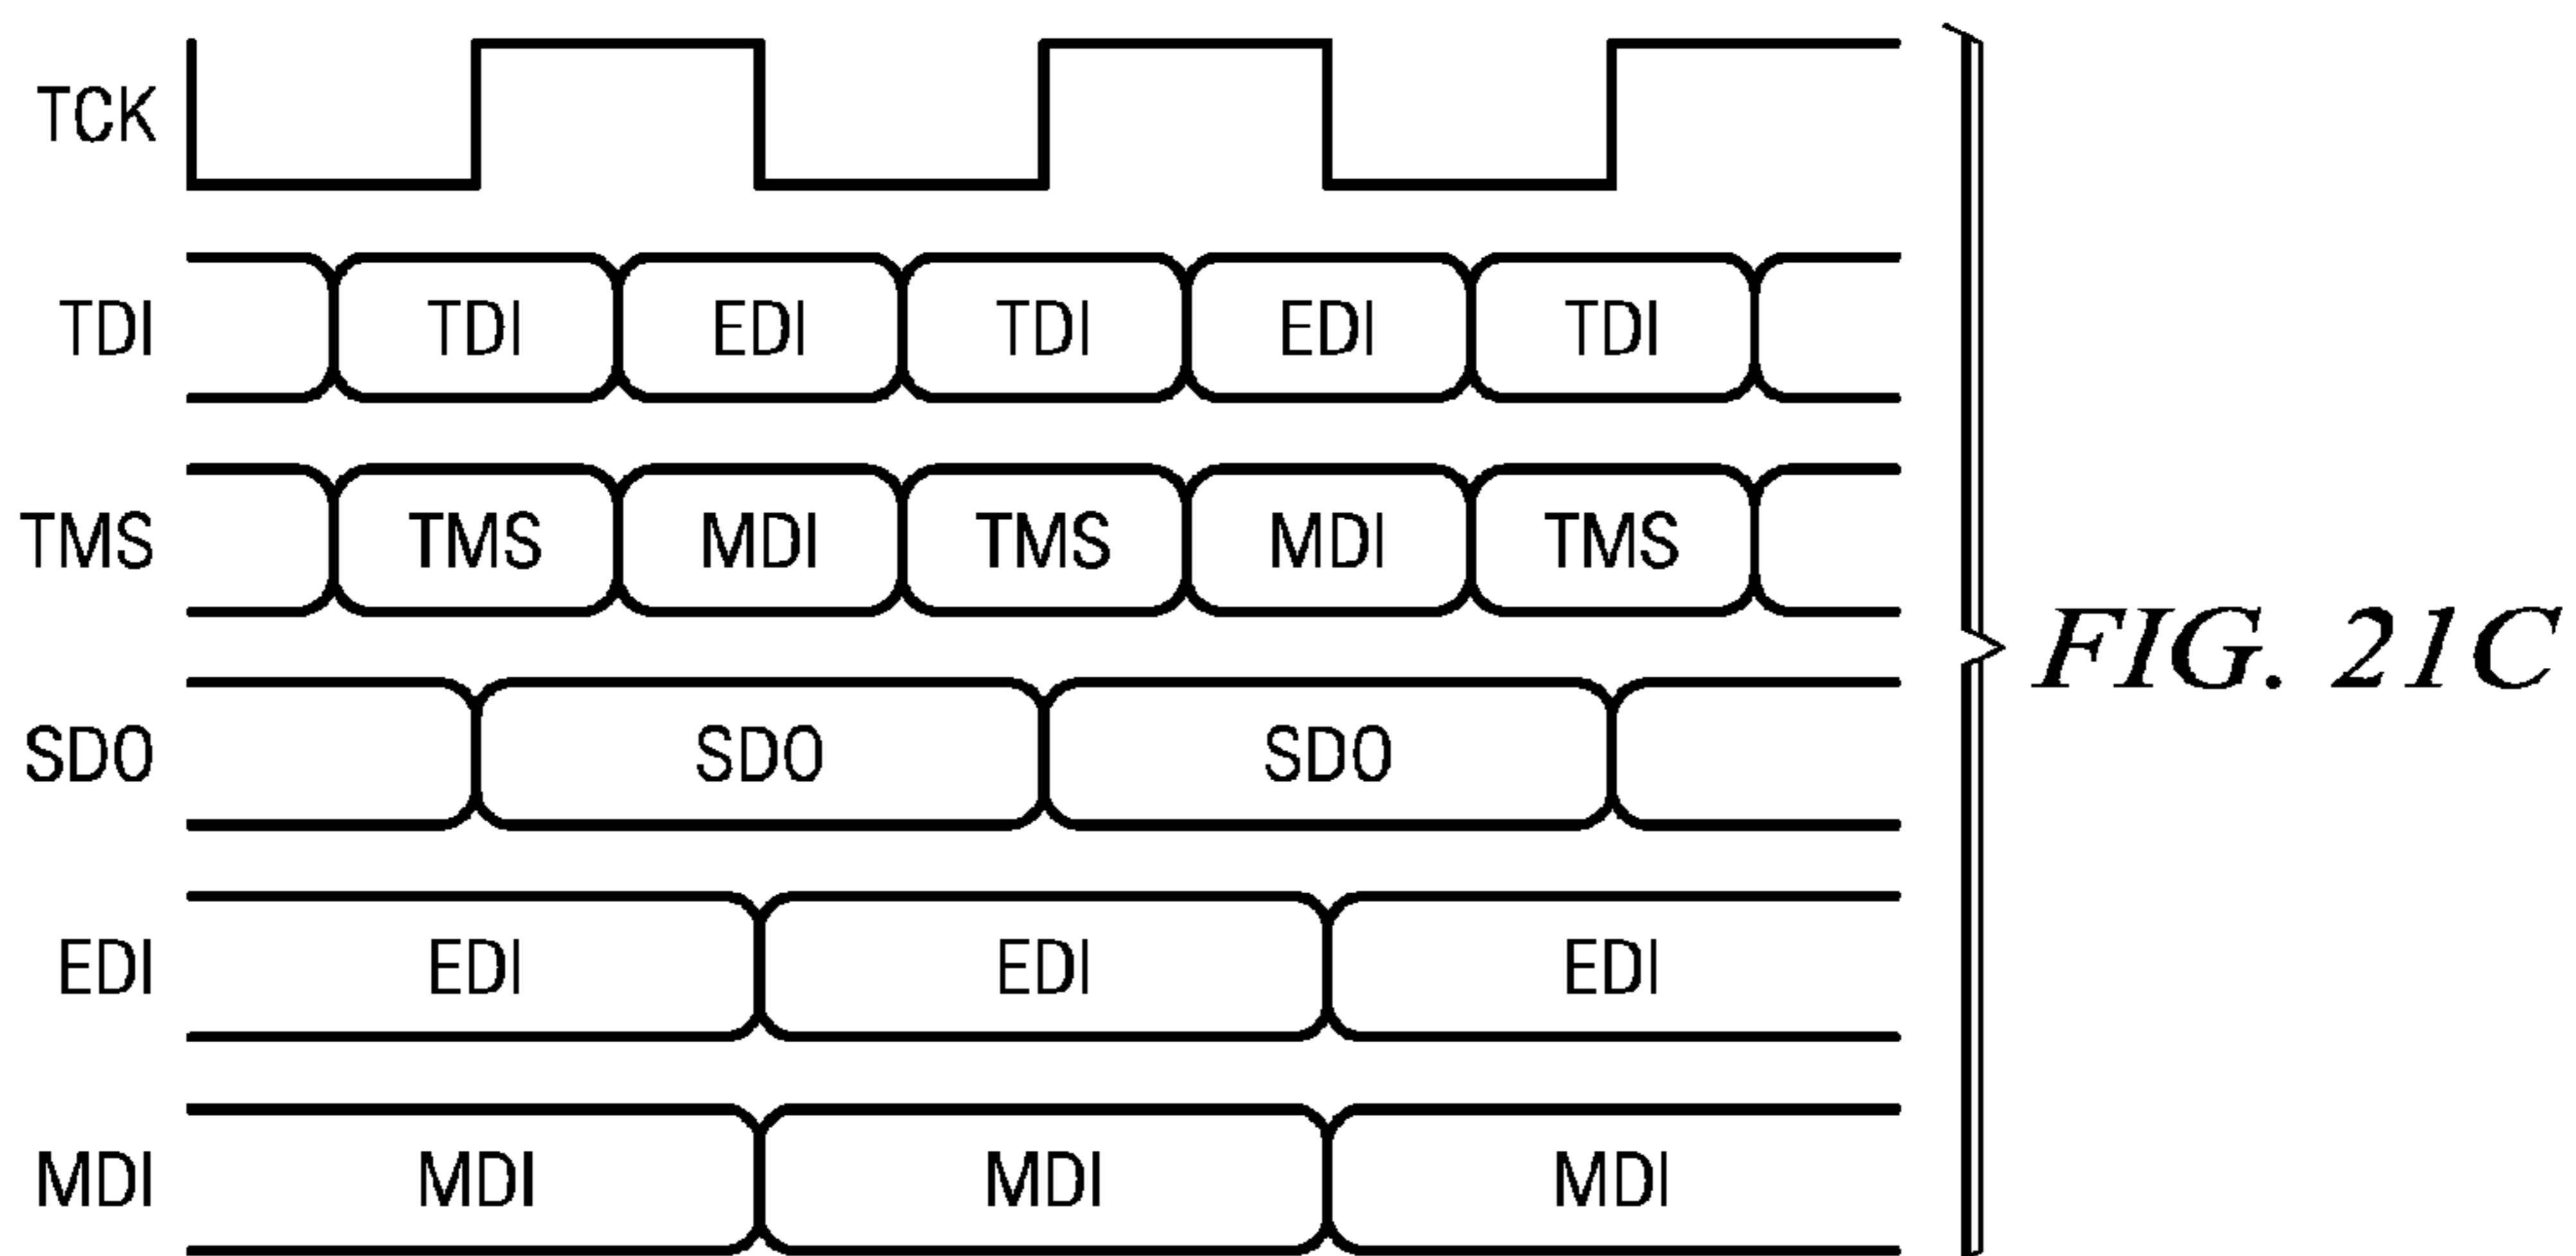 TCK
TDI TDI EDI TDI EDI TDI
TMS TMS MDI TMS MDI TMS
SDO SDO SDO
EDI EDI EDI EDI
MDI MDI MDI MDI
FIG. 21C